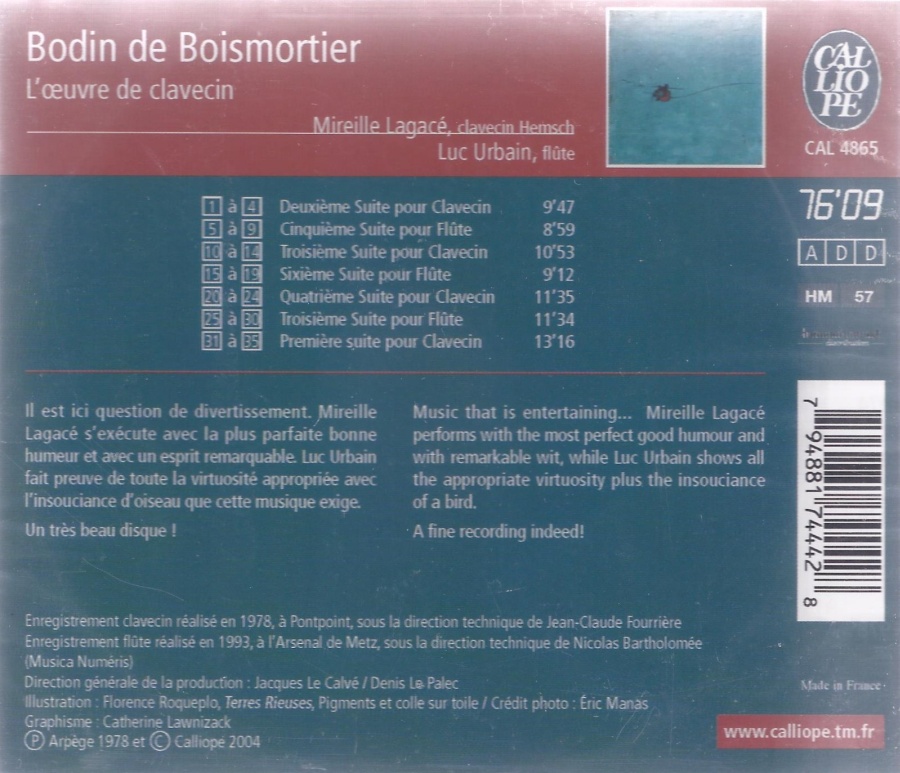 Bodin de Boismortier
L'œuvre de clavecin
Mireille Lagacé, clavecin Hemsch
Luc Urbain, flûte
CALLIOPE
CAL 4865
76'09
A D D
HM 57
1 à 4 Deuxième Suite pour Clavecin 9'47
5 à 9 Cinquième Suite pour Flûte 8'59
10 à 14 Troisième Suite pour Clavecin 10'53
15 à 19 Sixième Suite pour Flûte 9'12
20 à 24 Quatrième Suite pour Clavecin 11'35
25 à 30 Troisième Suite pour Flûte 11'34
31 à 35 Première suite pour Clavecin 13'16
Il est ici question de divertissement. Mireille
Lagacé s'exécute avec la plus parfaite bonne
humeur et avec un esprit remarquable. Luc Urbain
fait preuve de toute la virtuosité appropriée avec
l'insouciance d'oiseau que cette musique exige.
Un très beau disque !
Music that is entertaining... Mireille Lagacé
performs with the most perfect good humour and
with remarkable wit, while Luc Urbain shows all
the appropriate virtuosity plus the insouciance
of a bird.
A fine recording indeed!
7 94881 74442 8
Enregistrement clavecin réalisé en 1978, à Pontpoint, sous la direction technique de Jean-Claude Fourrière
Enregistrement flûte réalisé en 1993, à l'Arsenal de Metz, sous la direction technique de Nicolas Bartholomée
(Musica Numéris)
Direction générale de la production : Jacques Le Calvé / Denis Le Palec
Illustration : Florence Roqueplo, Terres Rieuses, Pigments et colle sur toile / Crédit photo : Éric Manas
Graphisme : Catherine Lawnizack
Ⓟ Arpège 1978 et Ⓒ Calliope 2004
Made in France
www.calliope.tm.fr